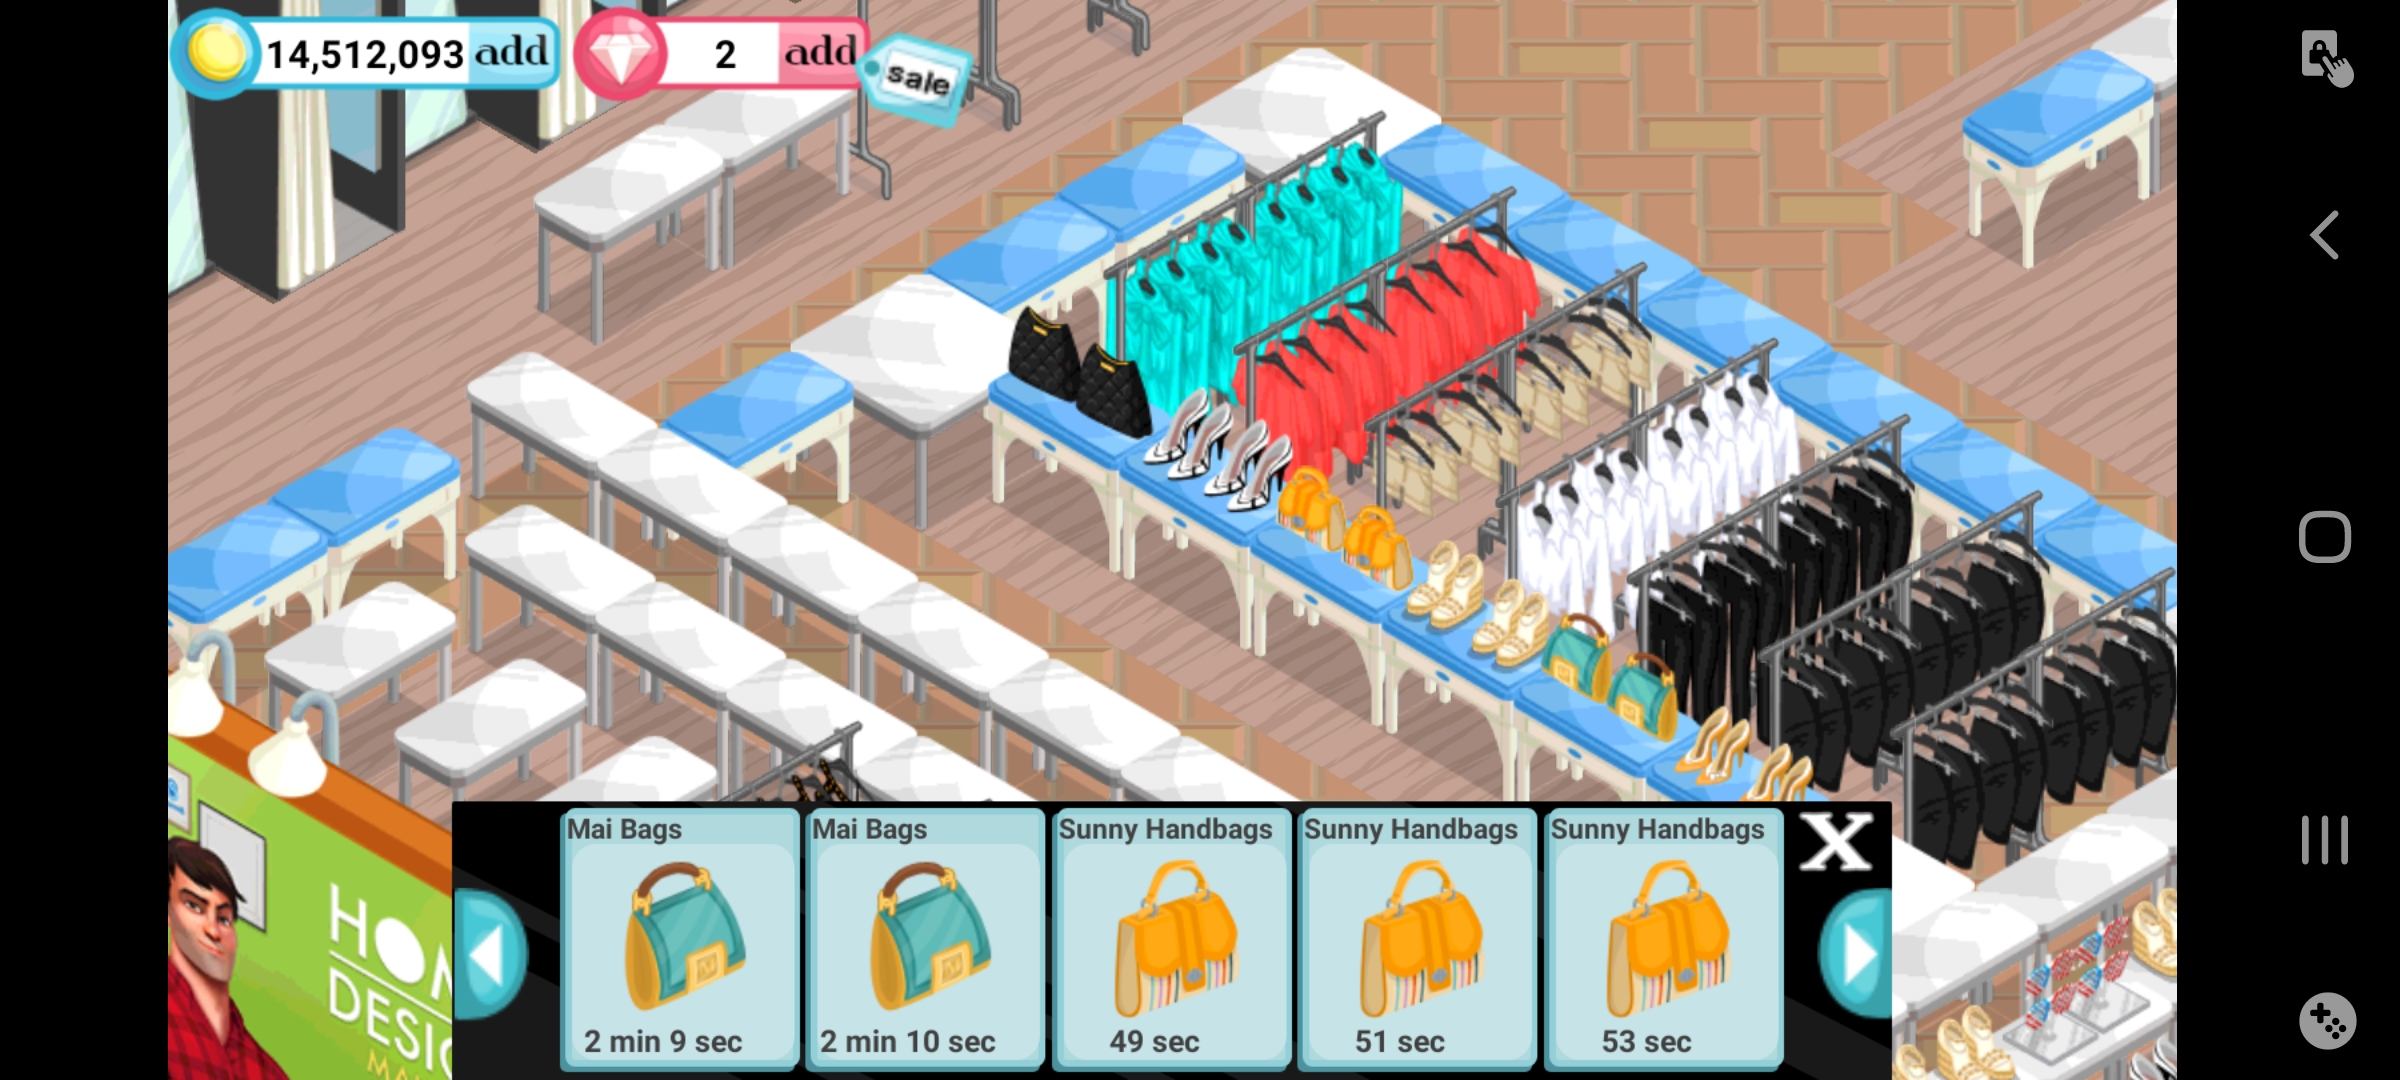 14,512,093 add
2 add
sale
Mai Bags
2 min 9 sec
Mai Bags
2 min 10 sec
Sunny Handbags
49 sec
Sunny Handbags
51 sec
Sunny Handbags
53 sec
X